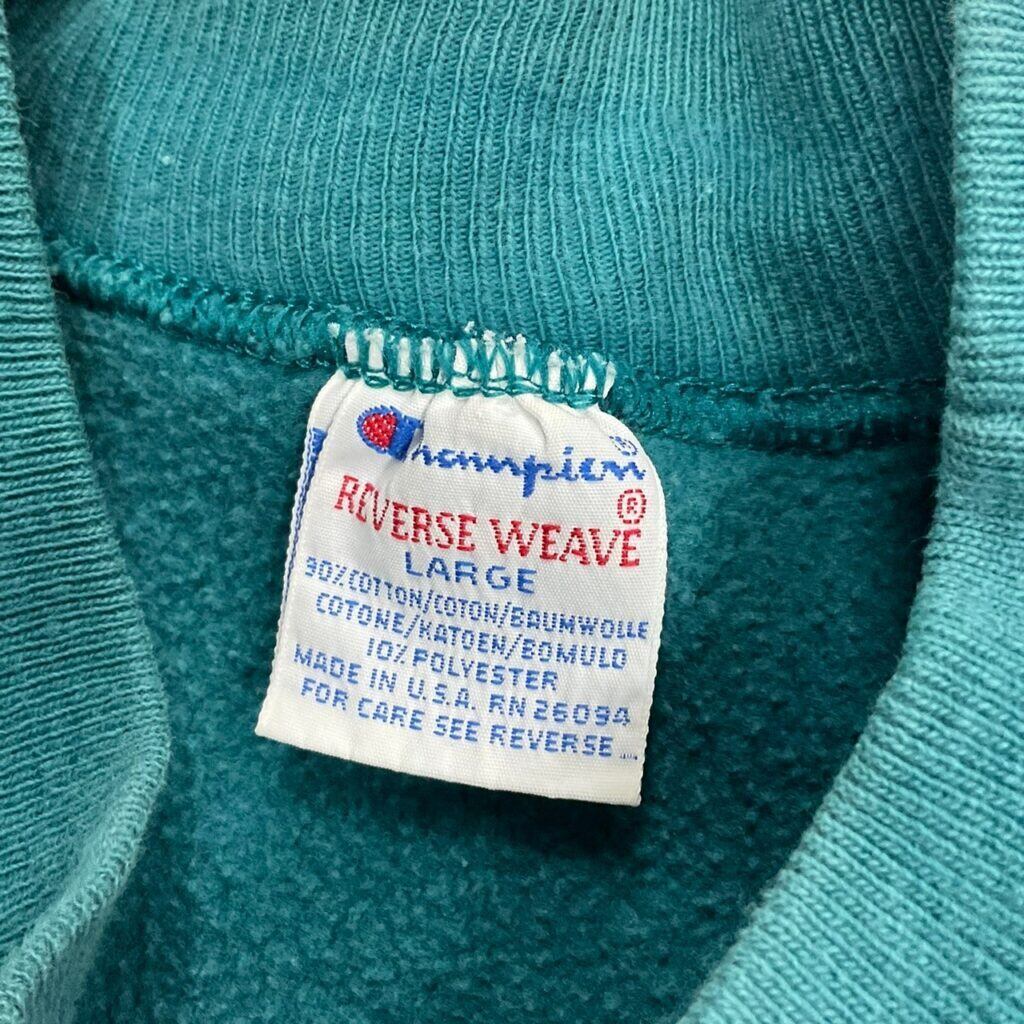 Champion®
REVERSE WEAVE®
LARGE
90% COTTON/COTON/BAUMWOLLE
COTONE/KATOEN/BOMULD
10% POLYESTER
MADE IN U.S.A. RN 26094
FOR CARE SEE REVERSE ...